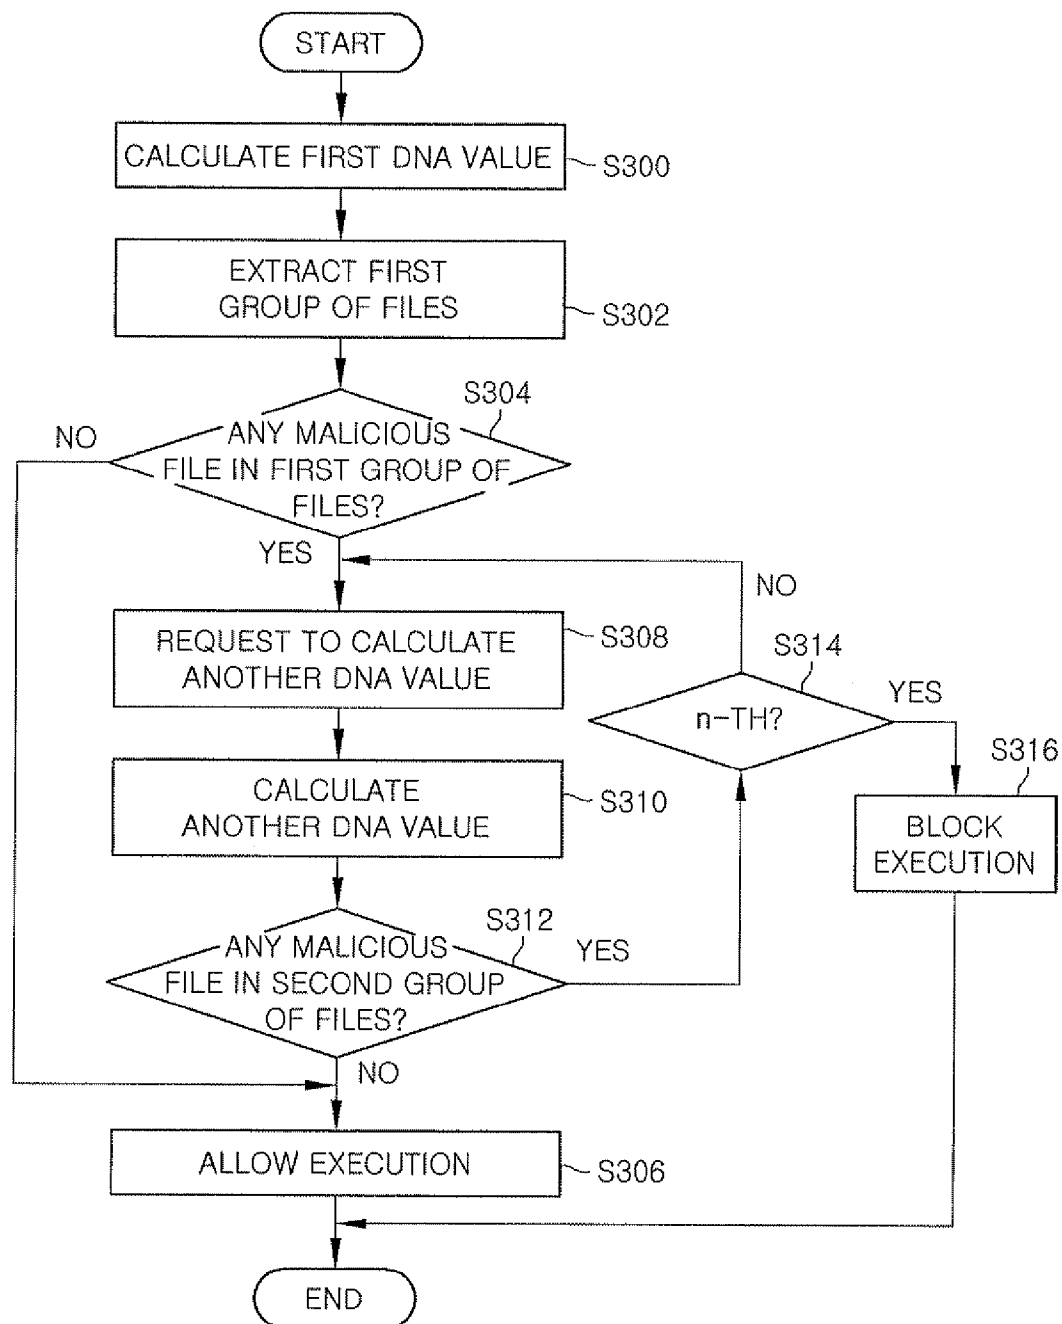 START
CALCULATE FIRST DNA VALUE
S300
EXTRACT FIRST
GROUP OF FILES
S302
S304
ANY MALICIOUS
FILE IN FIRST GROUP OF
FILES?
NO
YES
NO
REQUEST TO CALCULATE
ANOTHER DNA VALUE
S308
S314
n-TH?
YES
S316
CALCULATE
ANOTHER DNA VALUE
S310
BLOCK
EXECUTION
S312
ANY MALICIOUS
FILE IN SECOND GROUP
OF FILES?
YES
NO
ALLOW EXECUTION
S306
END